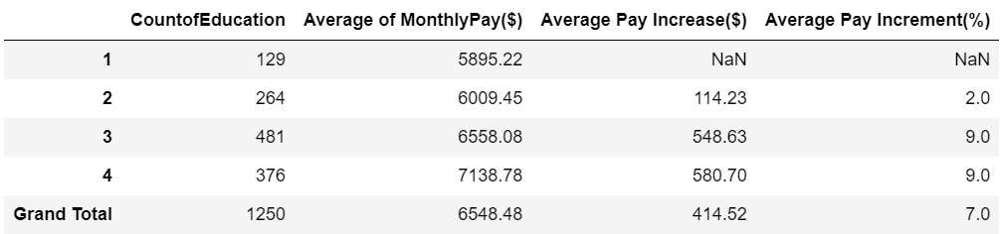 CountofEducation Average of MonthlyPay($) Average Pay Increase($) Average Pay Increment(%)
1 129 5895.22 NaN NaN
2 264 6009.45 114.23 2.0
3 481 6558.08 548.63 9.0
4 376 7138.78 580.70 9.0
Grand Total 1250 6548.48 414.52 7.0